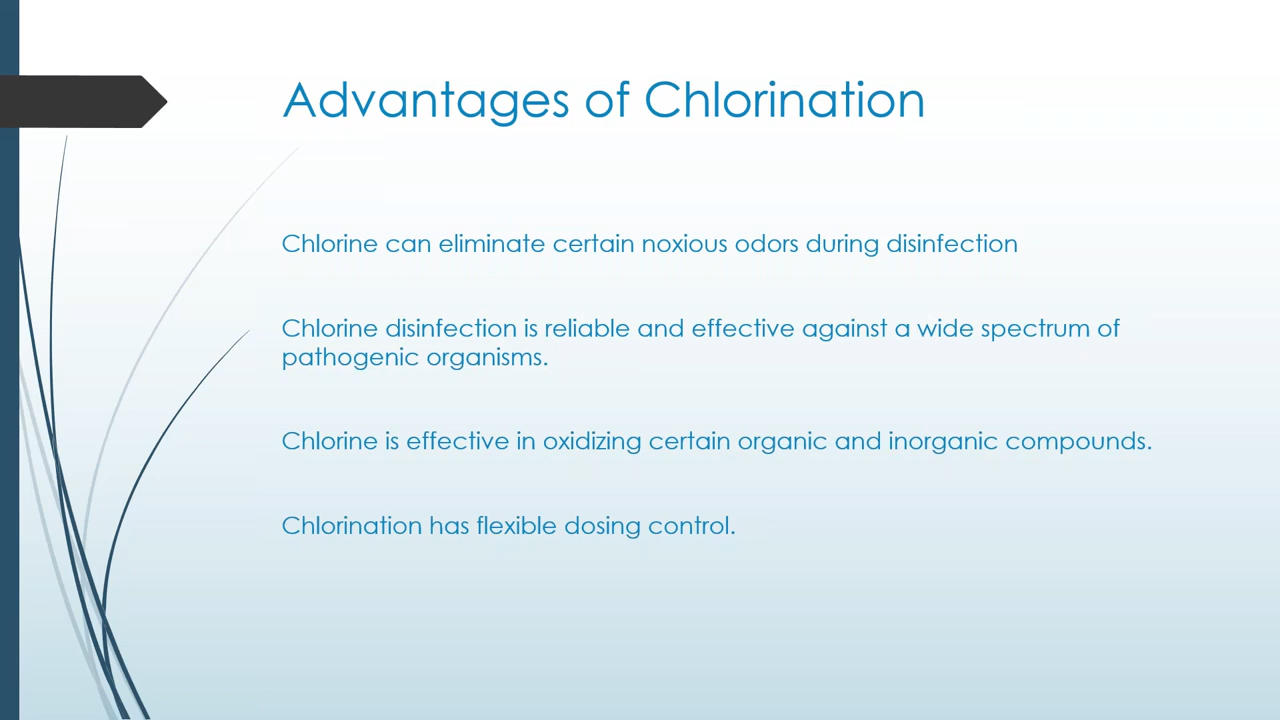 Advantages of Chlorination
Chlorine can eliminate certain noxious odors during disinfection
Chlorine disinfection is reliable and effective against a wide spectrum of
pathogenic organisms.
Chlorine is effective in oxidizing certain organic and inorganic compounds.
Chlorination has flexible dosing control.